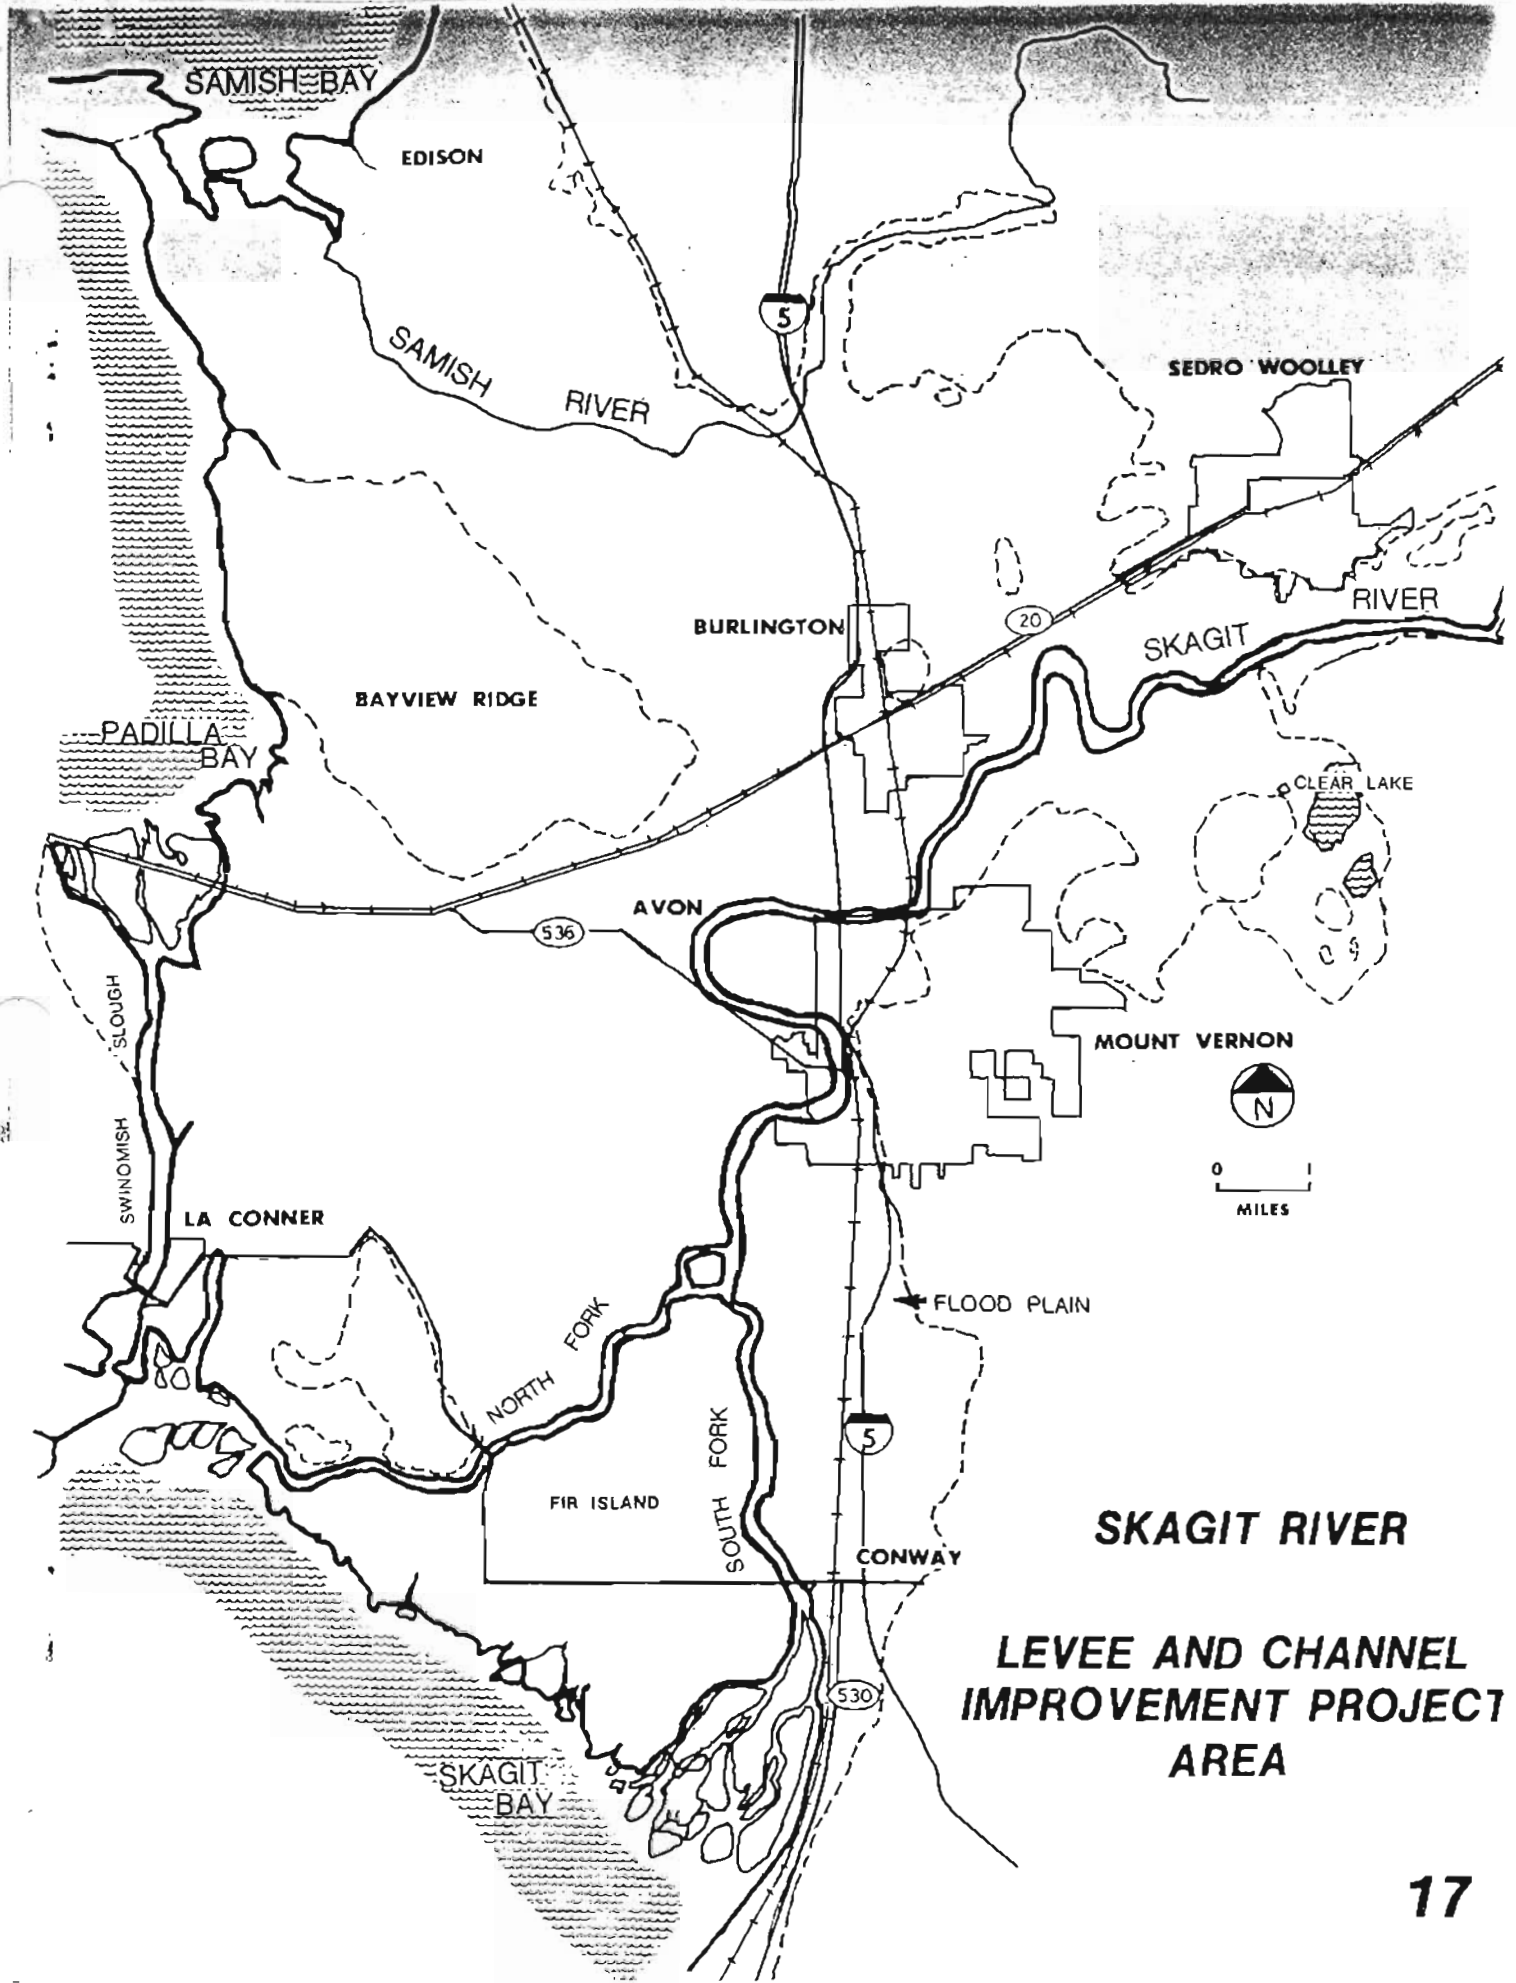 SAMISH BAY
EDISON
5
SAMISH RIVER
SEDRO WOOLLEY
RIVER
SKAGIT
20
BURLINGTON
BAYVIEW RIDGE
PADILLA
BAY
CLEAR LAKE
AVON
536
SLOUGH
SWINOMISH
MOUNT VERNON
N
0 1
MILES
LA CONNER
FLOOD PLAIN
NORTH FORK
SOUTH FORK
5
FIR ISLAND
CONWAY
SKAGIT RIVER
LEVEE AND CHANNEL
IMPROVEMENT PROJECT
AREA
530
SKAGIT
BAY
17